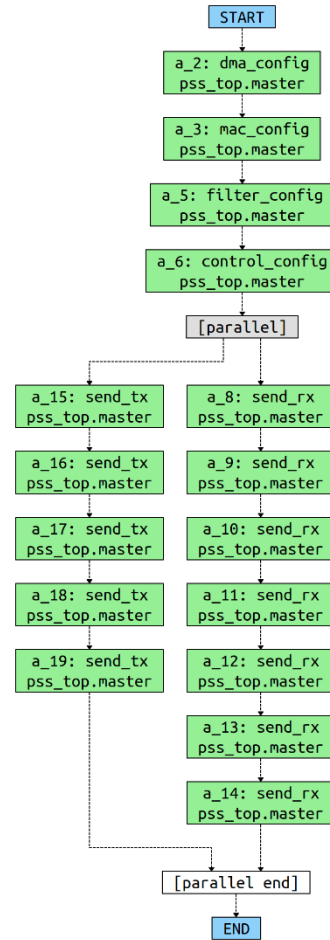 START
a_2: dma_config
pss_top.master
a_3: mac_config
pss_top.master
a_5: filter_config
pss_top.master
a_6: control_config
pss_top.master
[parallel]
a_15: send_tx
pss_top.master
a_16: send_tx
pss_top.master
a_17: send_tx
pss_top.master
a_18: send_tx
pss_top.master
a_19: send_tx
pss_top.master
a_8: send_rx
pss_top.master
a_9: send_rx
pss_top.master
a_10: send_rx
pss_top.master
a_11: send_rx
pss_top.master
a_12: send_rx
pss_top.master
a_13: send_rx
pss_top.master
a_14: send_rx
pss_top.master
[parallel end]
END